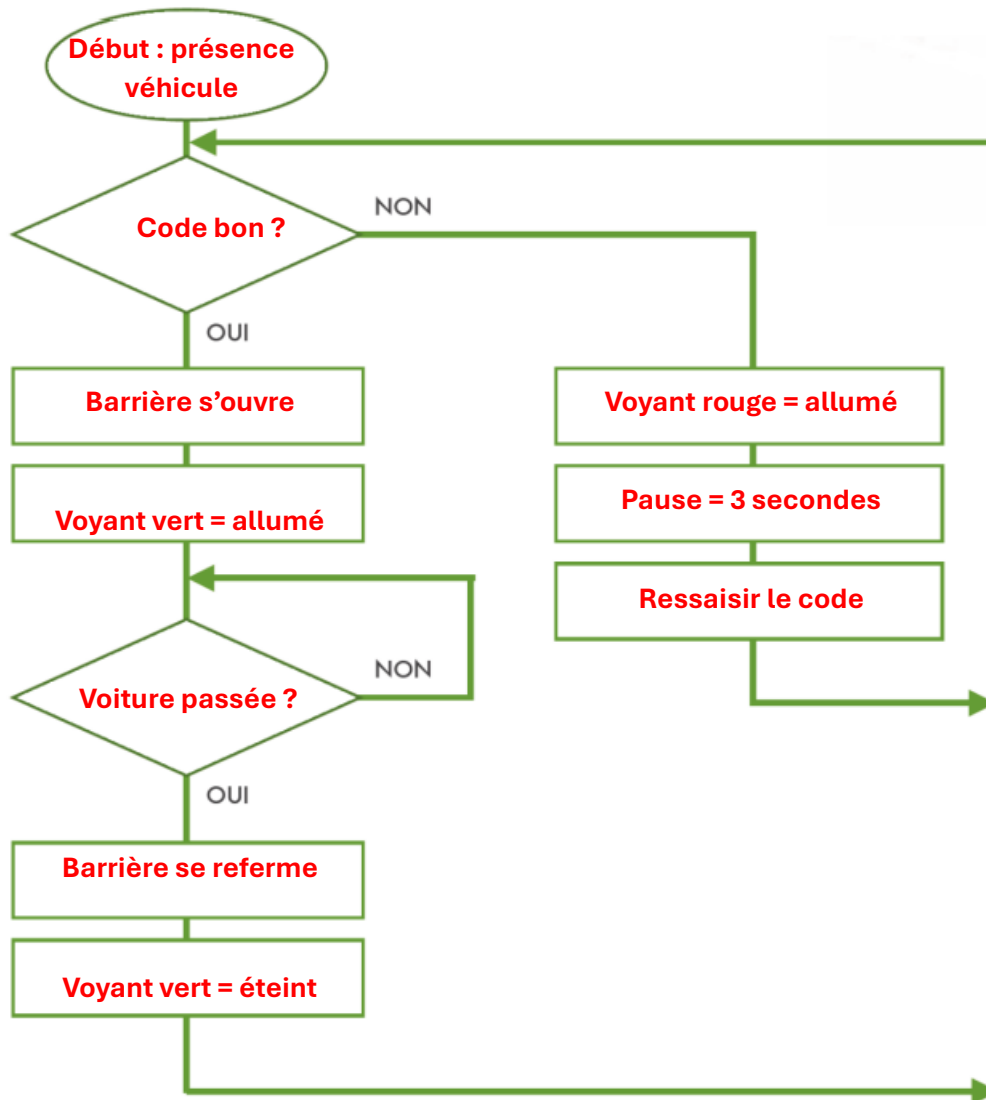 Début : présence
véhicule
Code bon ?
NON
OUI
Barrière s’ouvre
Voyant rouge = allumé
Voyant vert = allumé
Pause = 3 secondes
Ressaisir le code
NON
Voiture passée ?
OUI
Barrière se referme
Voyant vert = éteint